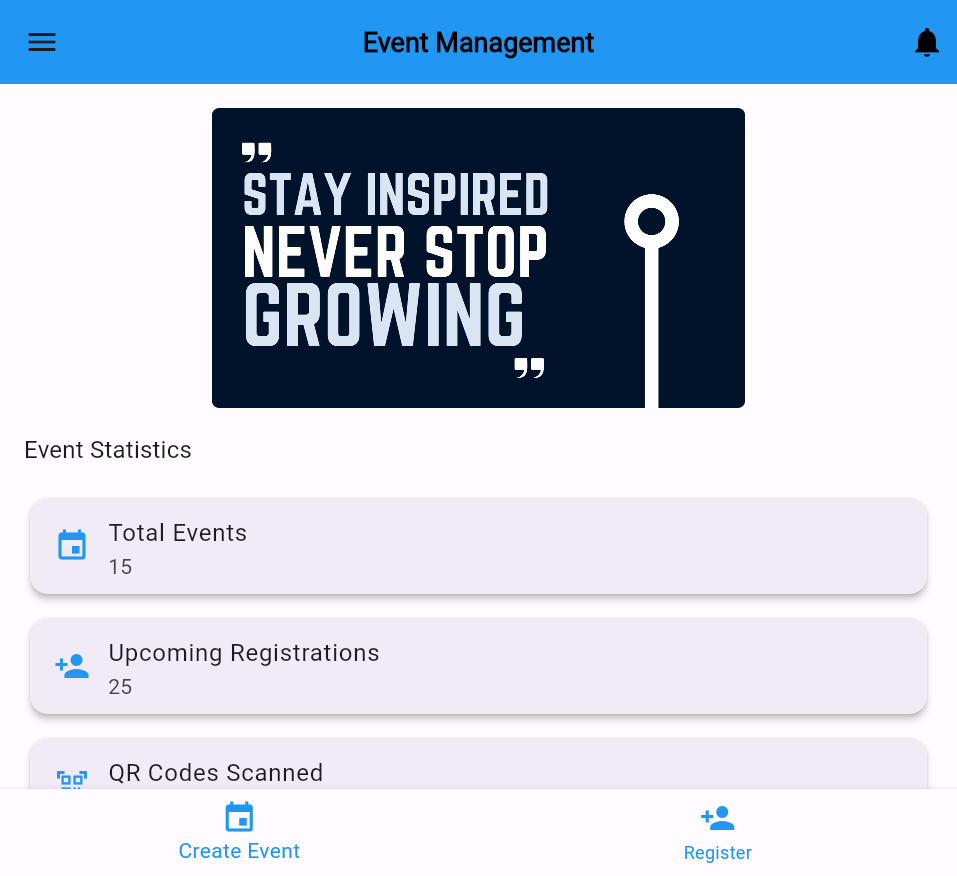 Event Management
”
STAY INSPIRED
NEVER STOP
GROWING
”
Event Statistics
Total Events
15
Upcoming Registrations
25
QR Codes Scanned
Create Event
Register